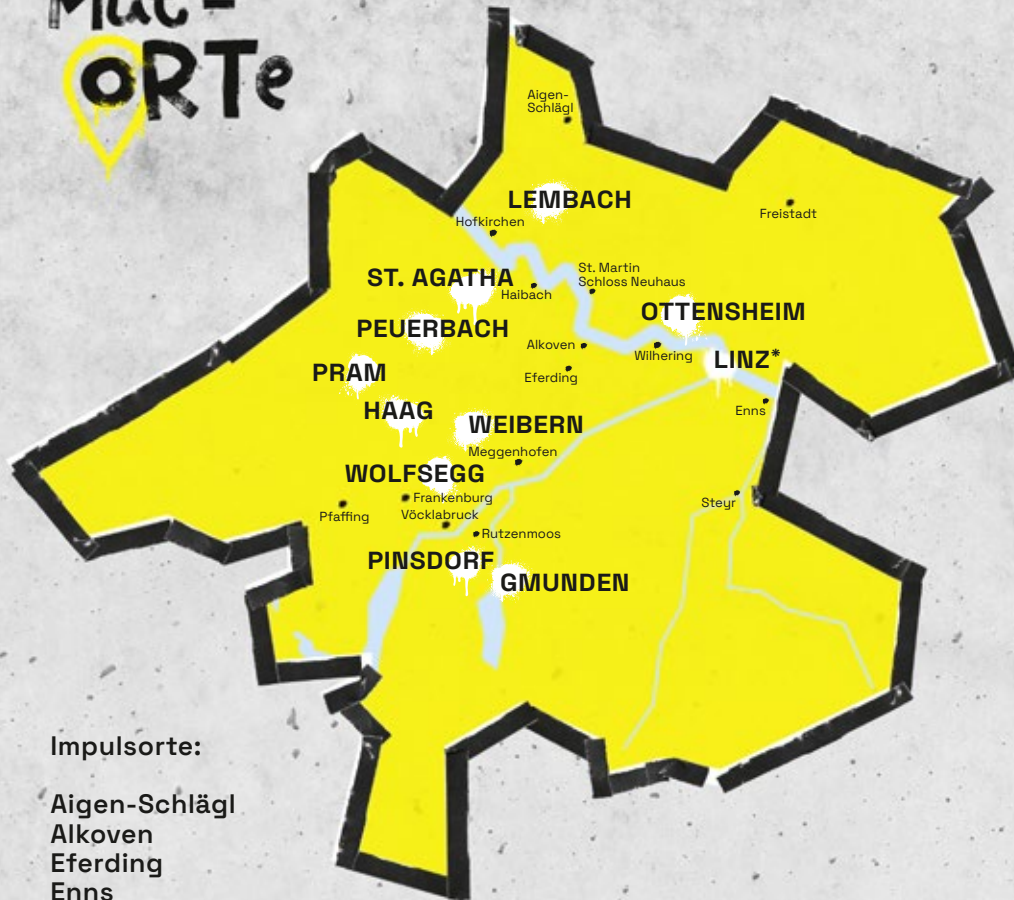 ORTe
Aigen-
Schlägl
LEMBACH
Freistadt
Hofkirchen
ST. AGATHA
St. Martin
Schloss Neuhaus
Haibach
OTTENSHEIM
PEUERBACH
Alkoven
Wilhering
LINZ*
PRAM
Eferding
HAAG
Enns
WEIBERN
Meggenhofen
WOLFSEGG
Frankenburg
Steyr
Pfaffing
Vöcklabruck
Rutzenmoos
PINSDORF
GMUNDEN
Impulsorte:
Aigen-Schlägl
Alkoven
Eferding
Enns